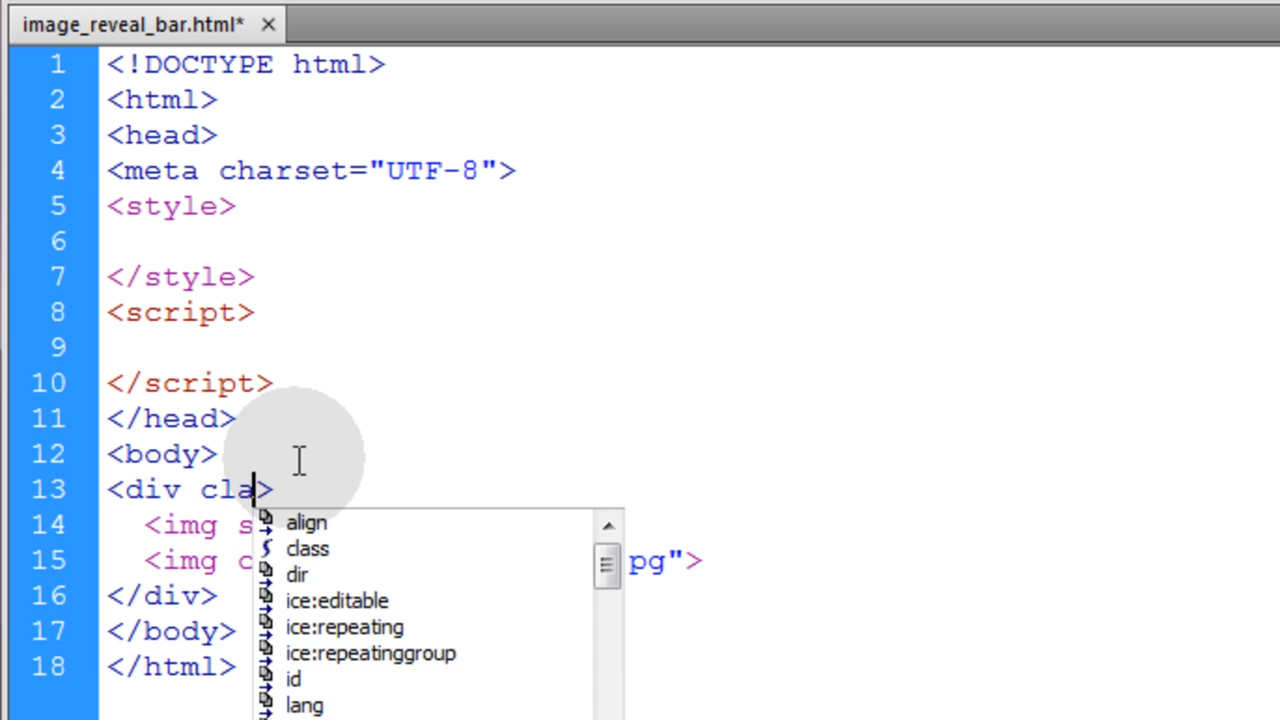 image_reveal_bar.html* ×
1 <!DOCTYPE html>
2 <html>
3 <head>
4 <meta charset="UTF-8">
5 <style>
6
7 </style>
8 <script>
9
10 </script>
11 </head>
12 <body>
13 <div cla>
14 <img s
align
class
15 <img c pg">
dir
16 </div>
ice:editable
17 </body>
ice:repeating
ice:repeatinggroup
18 </html>
id
lang